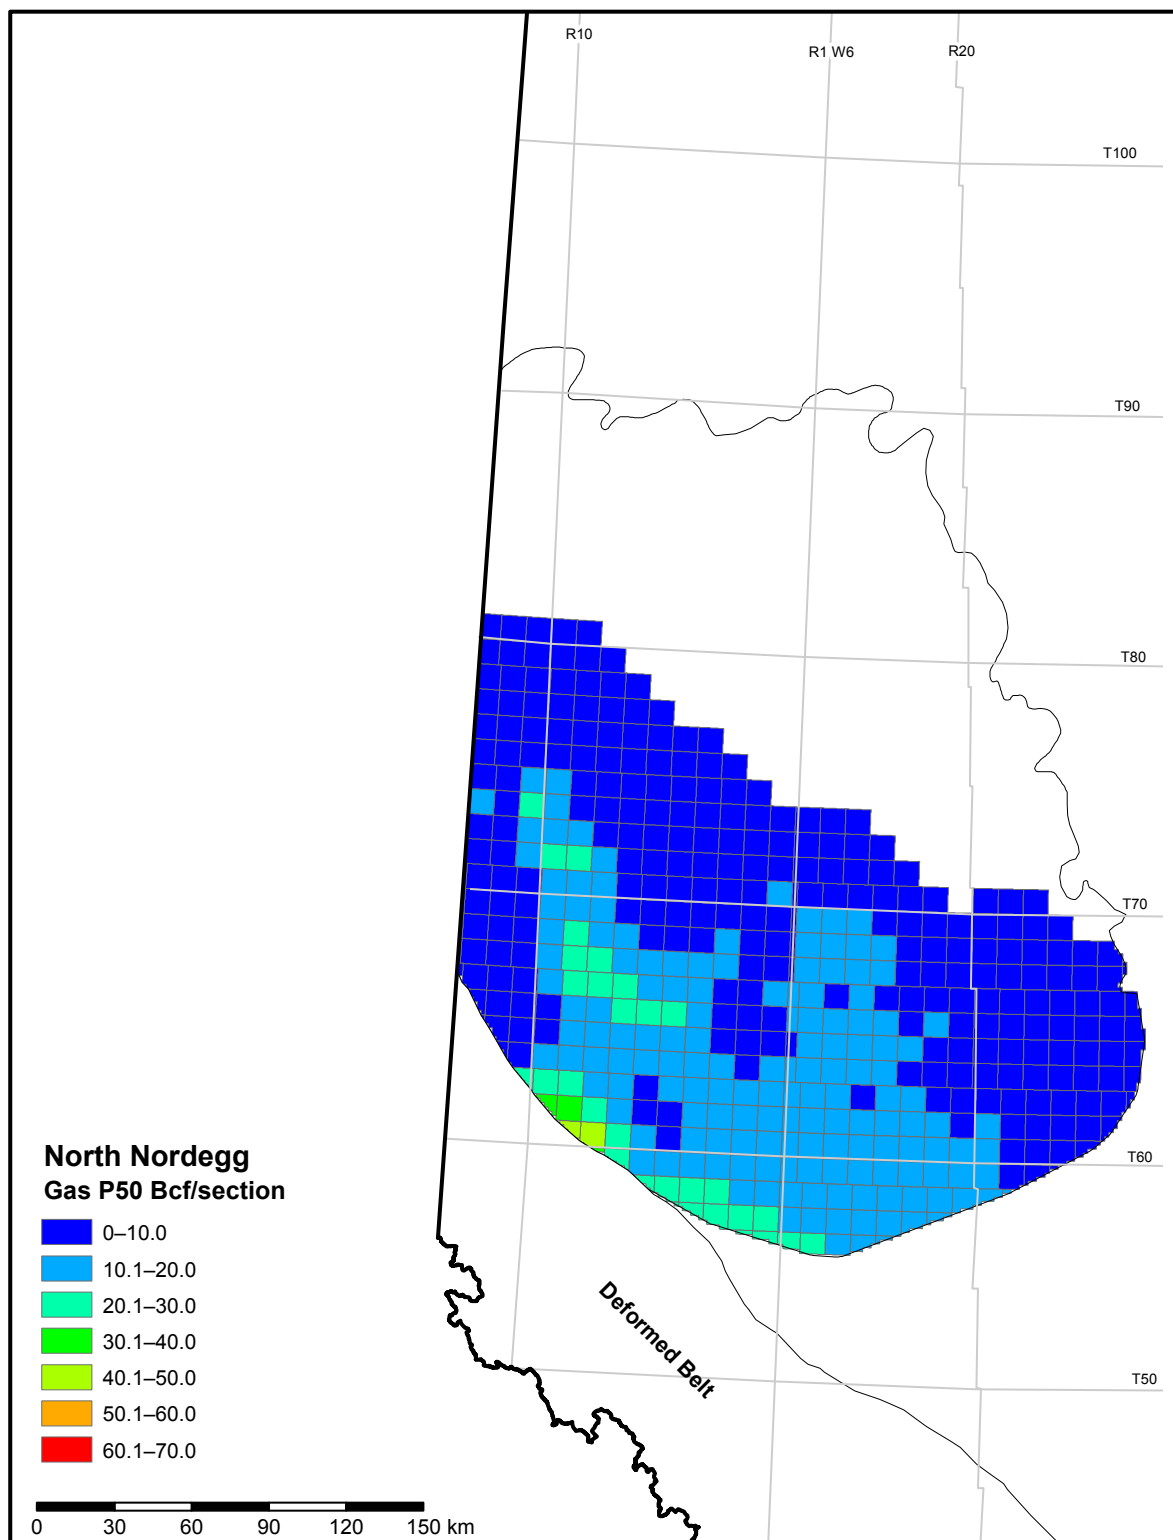 R10
R1 W6
R20
T100
T90
T80
T70
T60
T50
Deformed Belt
North Nordegg
Gas P50 Bcf/section
0–10.0
10.1–20.0
20.1–30.0
30.1–40.0
40.1–50.0
50.1–60.0
60.1–70.0
0 30 60 90 120 150 km